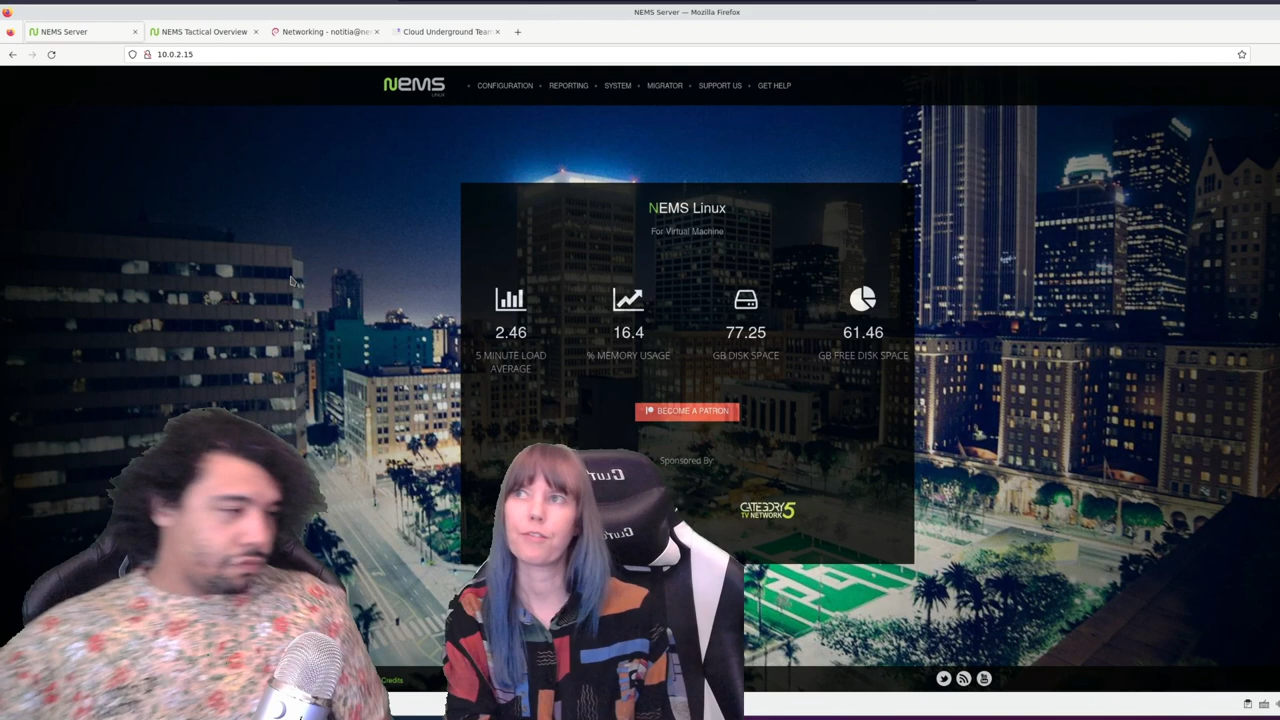 NEMS Server — Mozilla Firefox
NEMS Server
NEMS Tactical Overview
Networking - notitia@ne
Cloud Underground Team
10.0.2.15
NEMS
LINUX
CONFIGURATION
REPORTING
SYSTEM
MIGRATOR
SUPPORT US
GET HELP
NEMS Linux
For Virtual Machine
2.46
16.4
77.25
61.46
5 MINUTE LOAD
AVERAGE
% MEMORY USAGE
GB DISK SPACE
GB FREE DISK SPACE
BECOME A PATRON
Sponsored By:
CATEGORY5
TV NETWORK
Credits